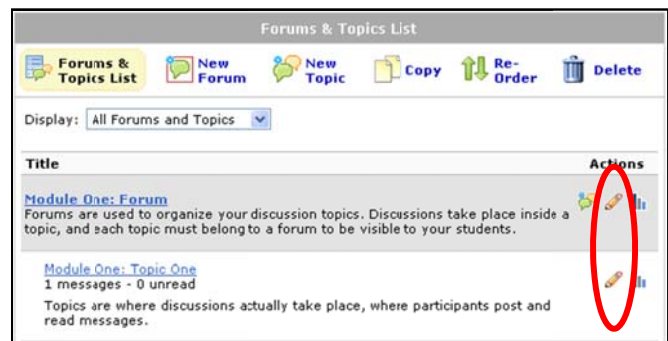 Forums & Topics List
Forums & Topics List
New Forum
New Topic
Copy
Re-Order
Delete
Display: All Forums and Topics
Title Actions
Module One: Forum
Forums are used to organize your discussion topics. Discussions take place inside a
topic, and each topic must belong to a forum to be visible to your students.
Module One: Topic One
1 messages - 0 unread
Topics are where discussions actually take place, where participants post and
read messages.